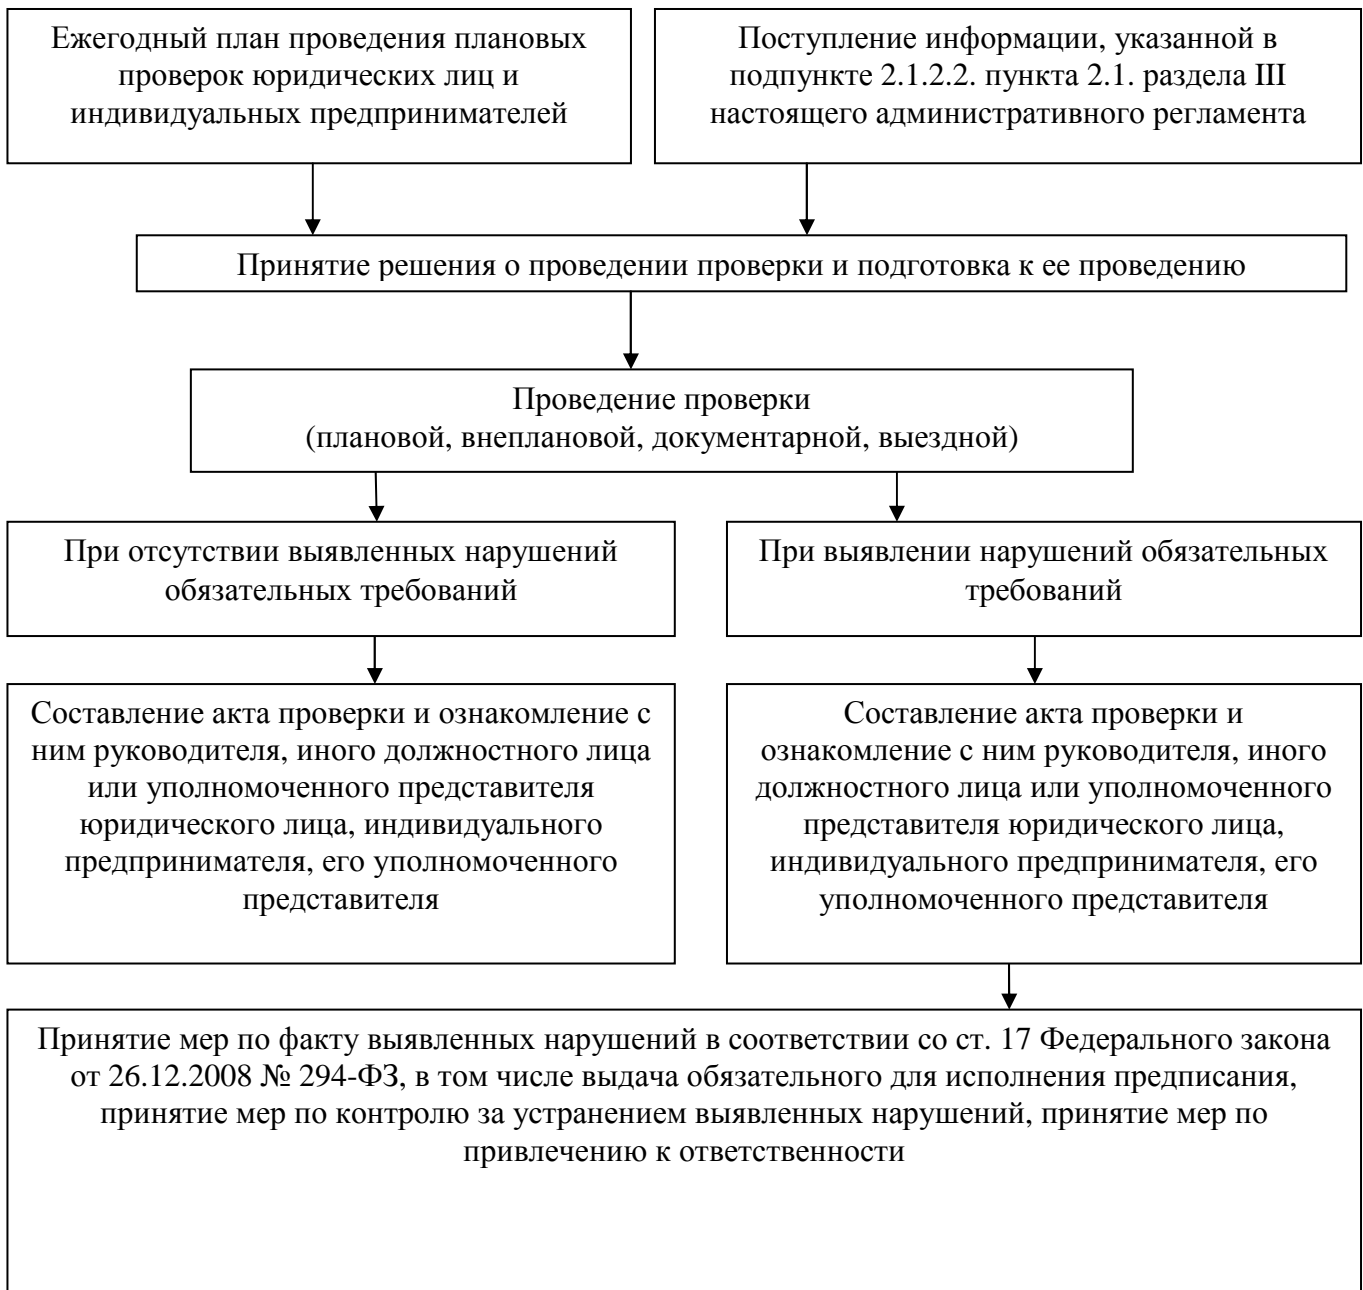 Ежегодный план проведения плановых
проверок юридических лиц и
индивидуальных предпринимателей
Поступление информации, указанной в
подпункте 2.1.2.2. пункта 2.1. раздела III
настоящего административного регламента
Принятие решения о проведении проверки и подготовка к ее проведению
Проведение проверки
(плановой, внеплановой, документарной, выездной)
При отсутствии выявленных нарушений
обязательных требований
При выявлении нарушений обязательных
требований
Составление акта проверки и ознакомление с
ним руководителя, иного должностного лица
или уполномоченного представителя
юридического лица, индивидуального
предпринимателя, его уполномоченного
представителя
Составление акта проверки и
ознакомление с ним руководителя, иного
должностного лица или уполномоченного
представителя юридического лица,
индивидуального предпринимателя, его
уполномоченного представителя
Принятие мер по факту выявленных нарушений в соответствии со ст. 17 Федерального закона
от 26.12.2008 № 294-ФЗ, в том числе выдача обязательного для исполнения предписания,
принятие мер по контролю за устранением выявленных нарушений, принятие мер по
привлечению к ответственности